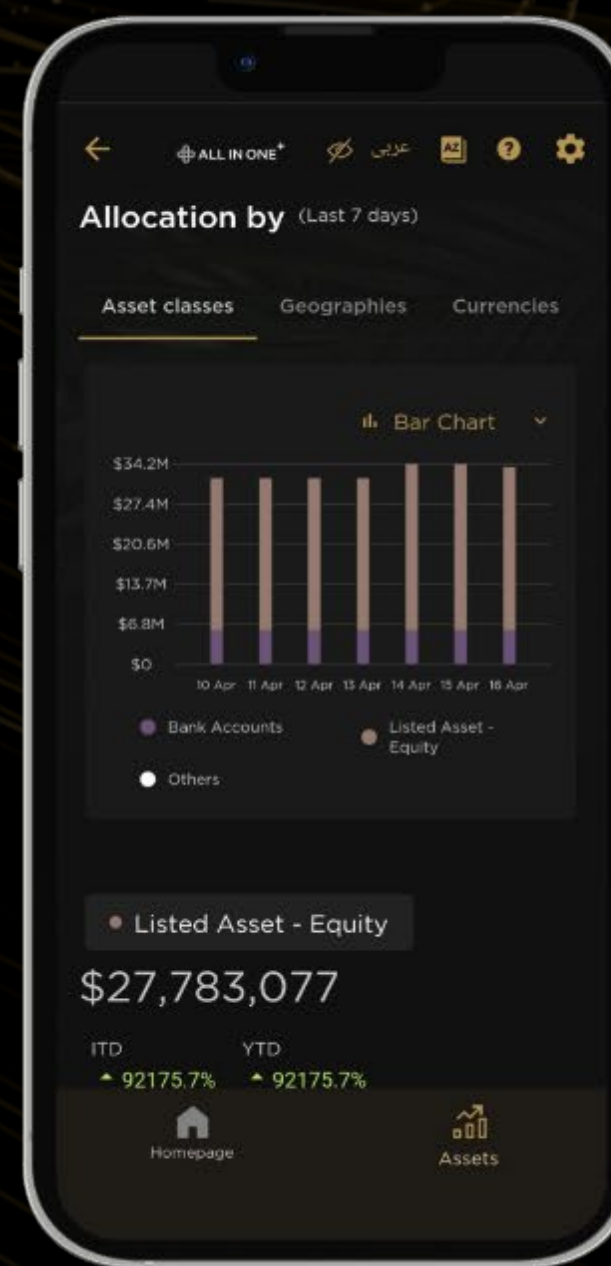 ALL IN ONE+ عربي AZ ?
Allocation by (Last 7 days)
Asset classes Geographies Currencies
Bar Chart
$34.2M
$27.4M
$20.6M
$13.7M
$6.8M
$0
10 Apr 11 Apr 12 Apr 13 Apr 14 Apr 15 Apr 16 Apr
Bank Accounts
Listed Asset -
Equity
Others
Listed Asset - Equity
$27,783,077
ITD YTD
92175.7% 92175.7%
Homepage Assets